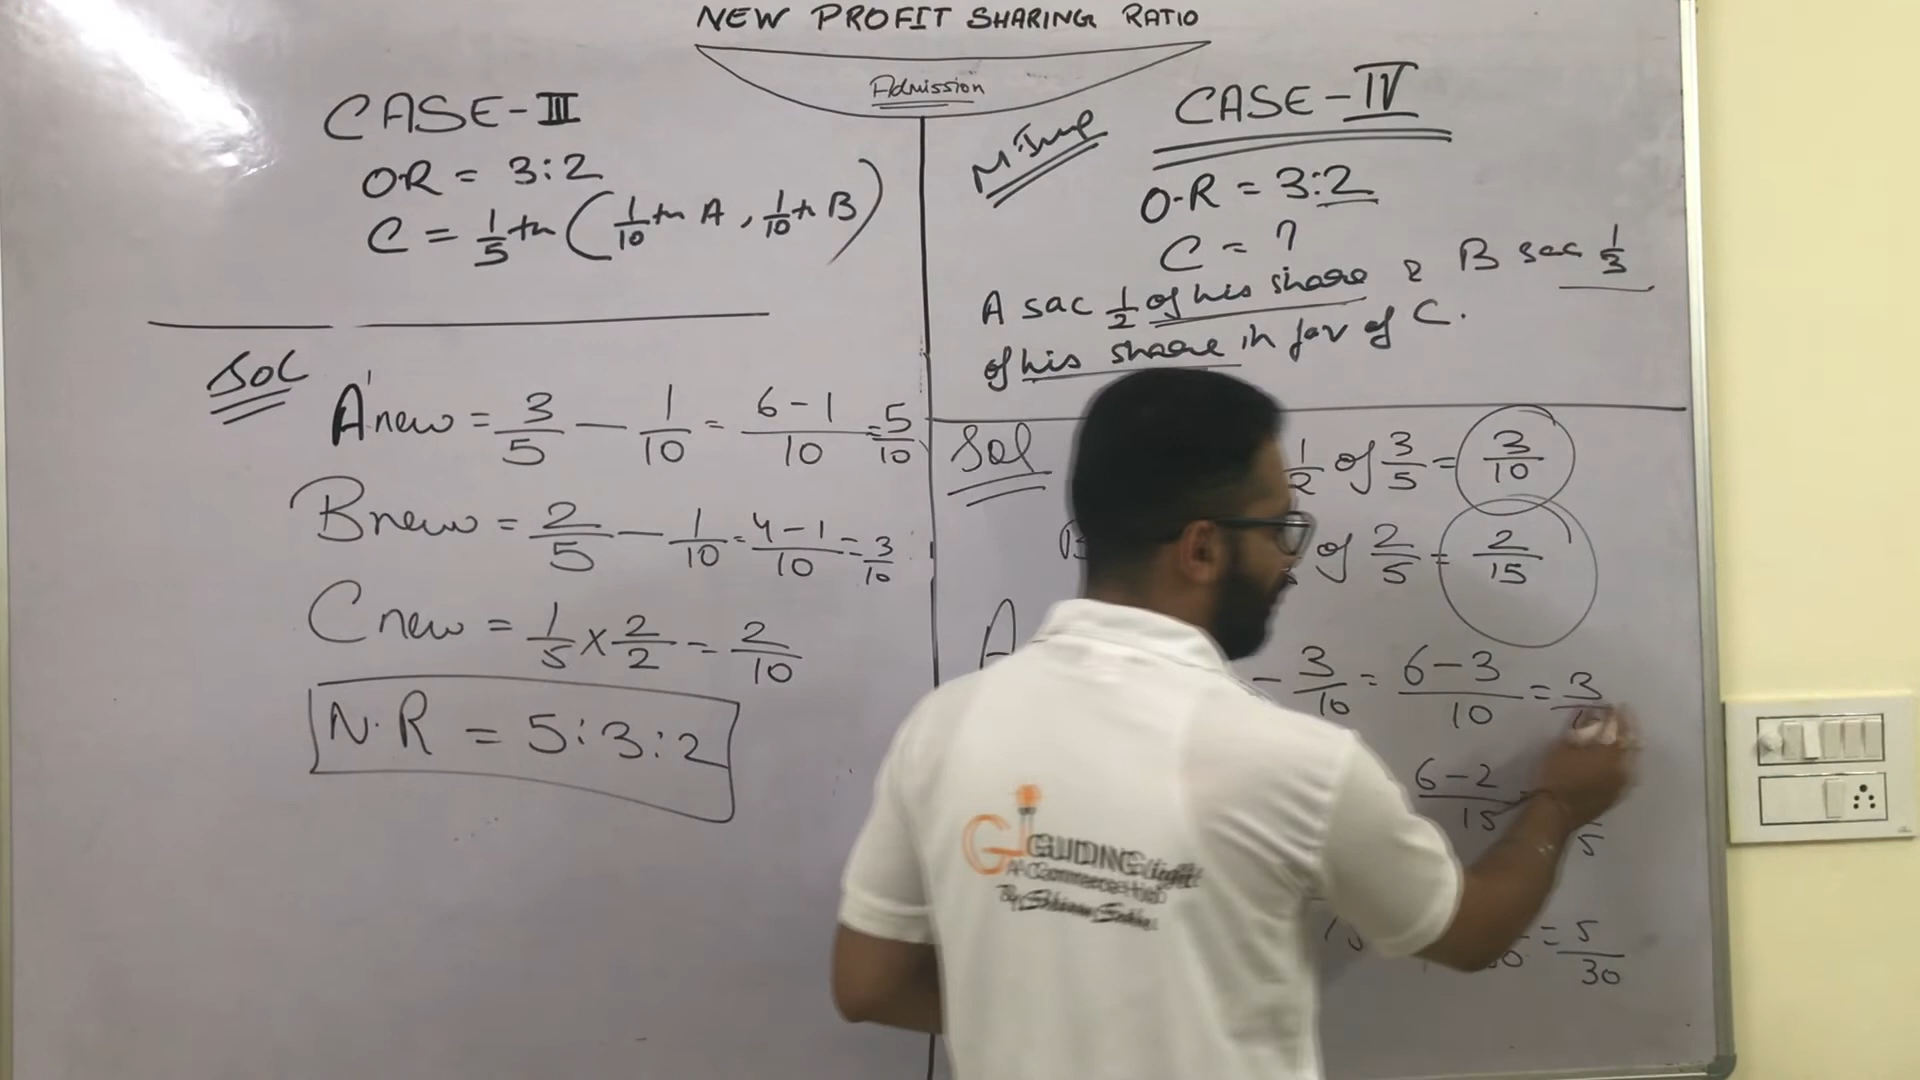 NEW PROFIT SHARING RATIO
Admission
CASE-III
O.R = 3:2
C = 1/5 th (1/10 th A, 1/10 th B)
Sol
A'new = 3/5 — 1/10 = 6-1/10 = 5/10
Bnew = 2/5 — 1/10 = 4-1/10 = 3/10
Cnew = 1/5 × 2/2 = 2/10
N.R = 5:3:2
M.Imp
CASE-IV
O-R = 3:2
C = ?
A sac 1/2 of his share & B sac 1/3
of his share in fav of C.
Sol
1/2 of 3/5 = 3/10
B
of 2/5 = 2/15
A
- 3/10 = 6-3/10 = 3
6-2/15
5
= 5/30
GUIDING Light